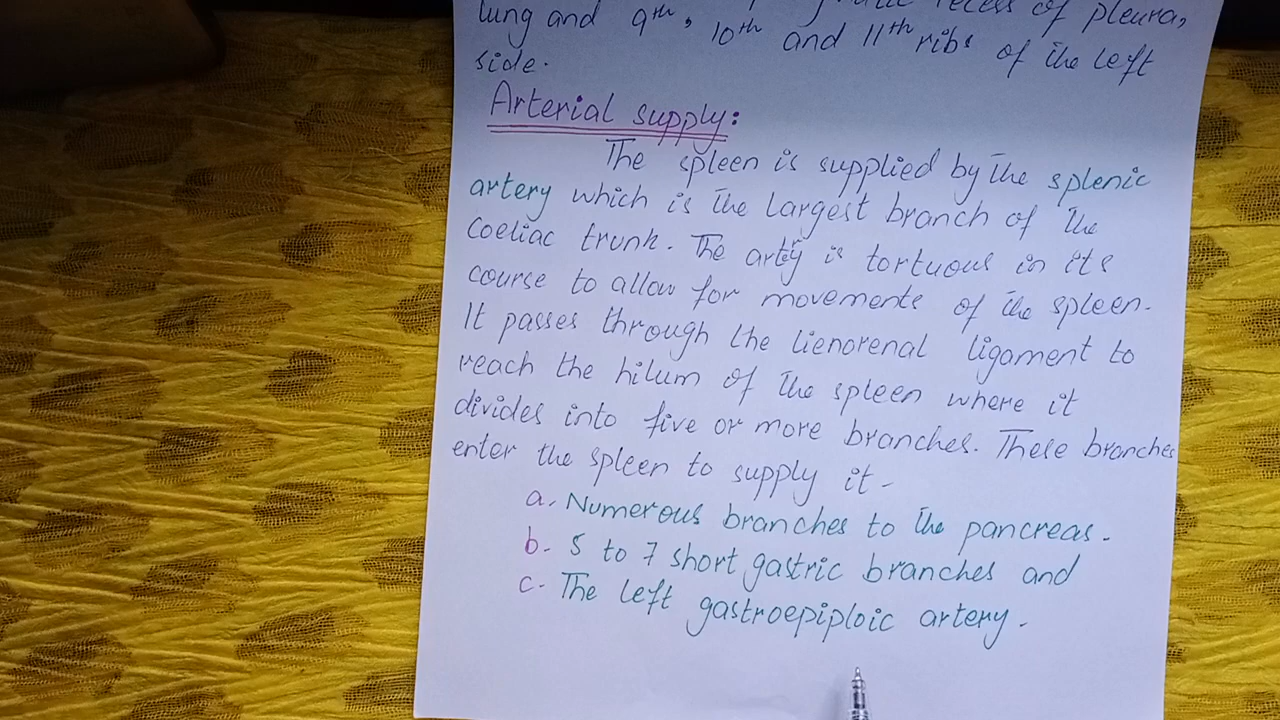 lung and 9th, recess of pleura,
10th and 11th ribs of the left
side.
Arterial supply:
The spleen is supplied by the splenic
artery which is the largest branch of the
coeliac trunk. The artery is tortuous in its
course to allow for movements of the spleen.
It passes through the lienorenal ligament to
reach the hilum of the spleen where it
divides into five or more branches. These branches
enter the spleen to supply it.
a. Numerous branches to the pancreas.
b. 5 to 7 short gastric branches and
c. The left gastroepiploic artery.